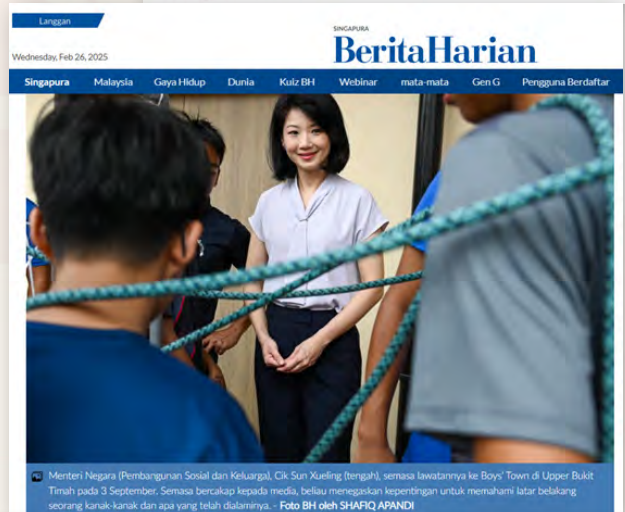 Langgan
Wednesday, Feb 26, 2025
SINGAPURA
BeritaHarian
Singapura Malaysia Gaya Hidup Dunia Kuiz BH Webinar mata-mata Gen G Pengguna Berdaftar
Menteri Negara (Pembangunan Sosial dan Keluarga), Cik Sun Xueling (tengah), semasa lawatannya ke Boys' Town di Upper Bukit
Timah pada 3 September. Semasa bercakap kepada media, beliau menegaskan kepentingan untuk memahami latar belakang
seorang kanak-kanak dan apa yang telah dialaminya. - Foto BH oleh SHAFIQ APANDI